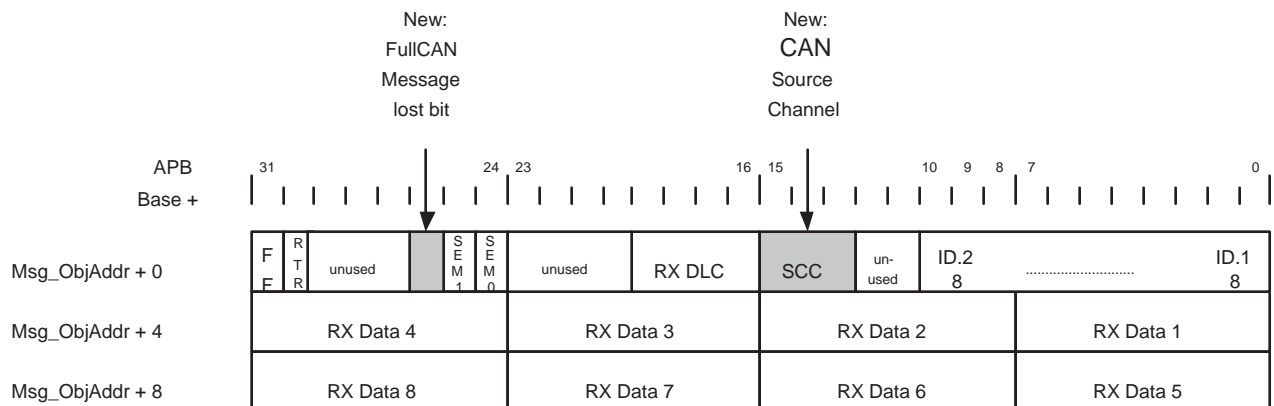 New:
FullCAN
Message
lost bit
New:
CAN
Source
Channel
APB
Base +
31 24 23 16 15 10 9 8 7 0
Msg_ObjAddr + 0
F
F
R
T
R
unused
S
E
M
1
S
E
M
0
unused
RX DLC
SCC
un-
used
ID.2
8
............................
ID.1
8
Msg_ObjAddr + 4
RX Data 4 RX Data 3 RX Data 2 RX Data 1
Msg_ObjAddr + 8
RX Data 8 RX Data 7 RX Data 6 RX Data 5